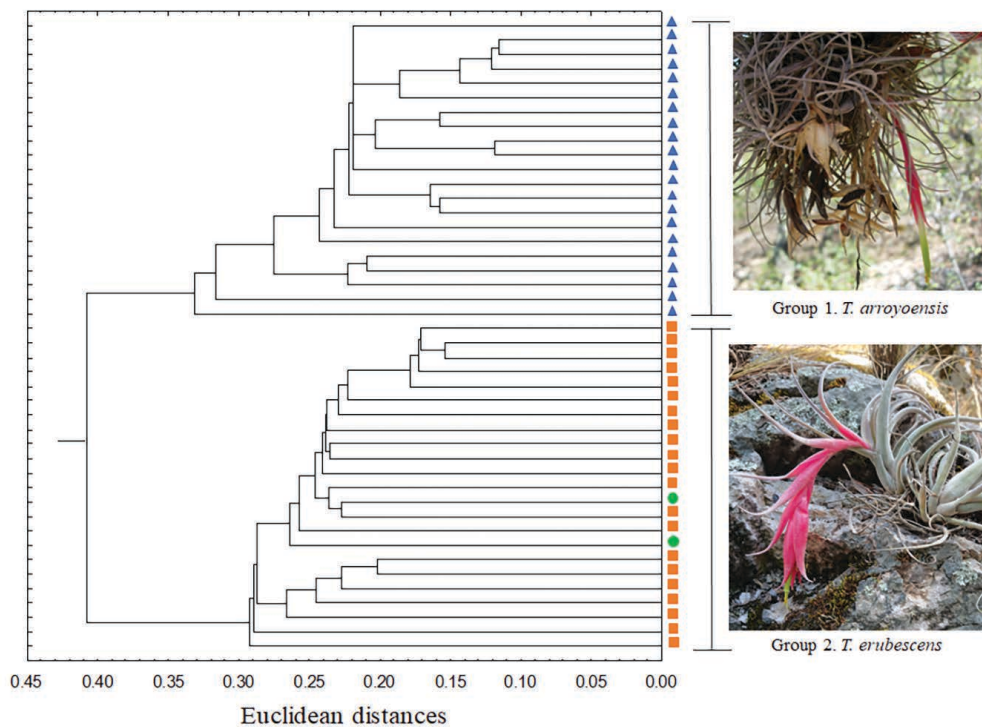 Group 1. T. arroyoensis
Group 2. T. erubescens
0.45 0.40 0.35 0.30 0.25 0.20 0.15 0.10 0.05 0.00
Euclidean distances